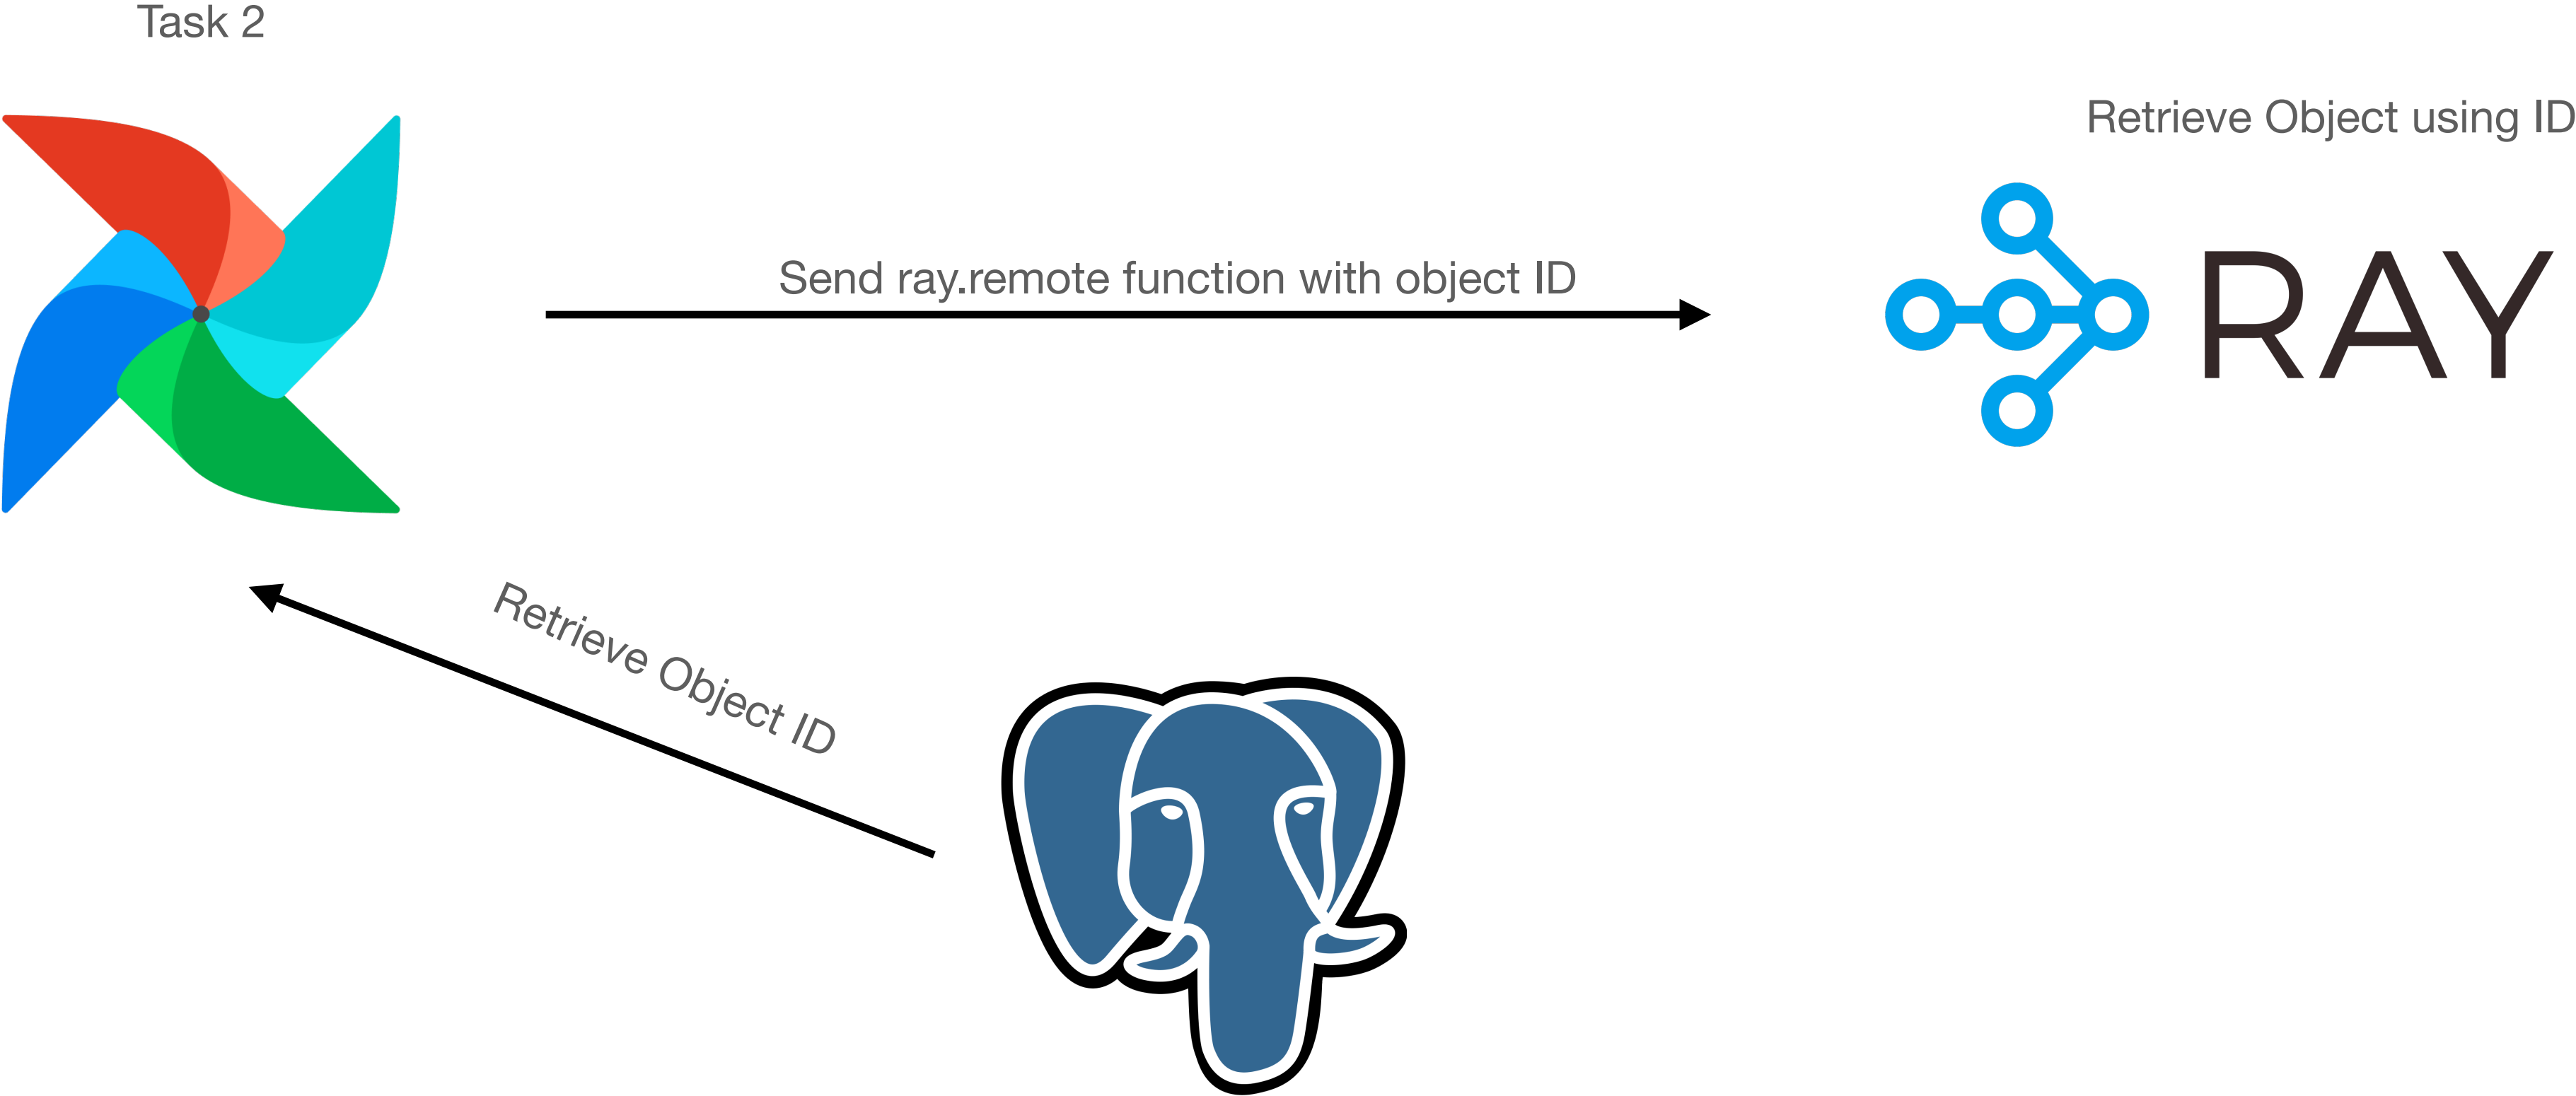 Task 2
Retrieve Object using ID
Send ray.remote function with object ID
RAY
Retrieve Object ID